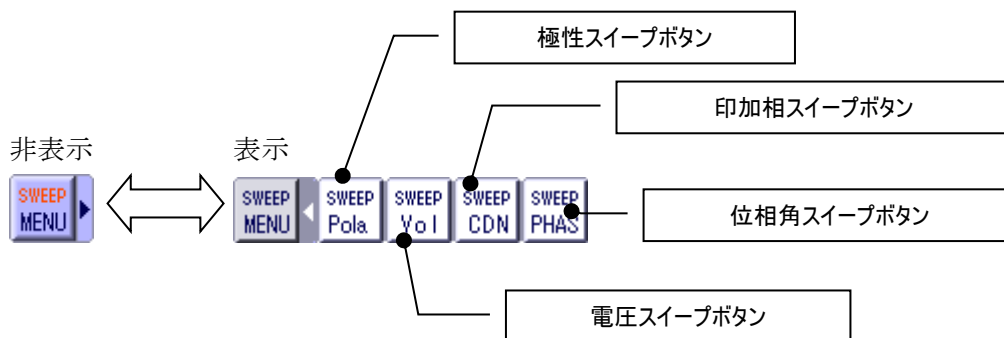 極性スイープボタン
印加相スイープボタン
非表示
表示
SWEEP
MENU
SWEEP
MENU
SWEEP
Pola
SWEEP
Vol
SWEEP
CDN
SWEEP
PHAS
位相角スイープボタン
電圧スイープボタン